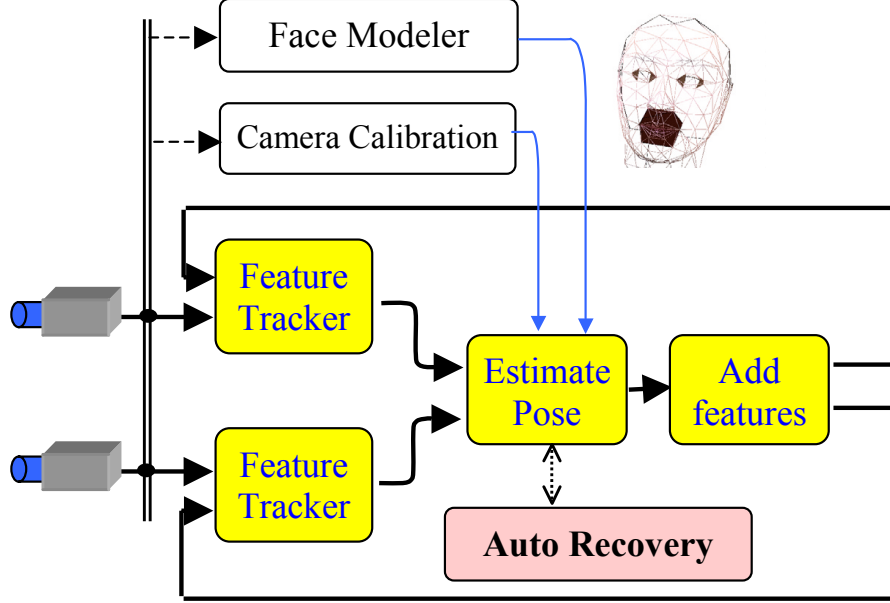 Face Modeler
Camera Calibration
Feature
Tracker
Estimate
Pose
Add
features
Feature
Tracker
Auto Recovery